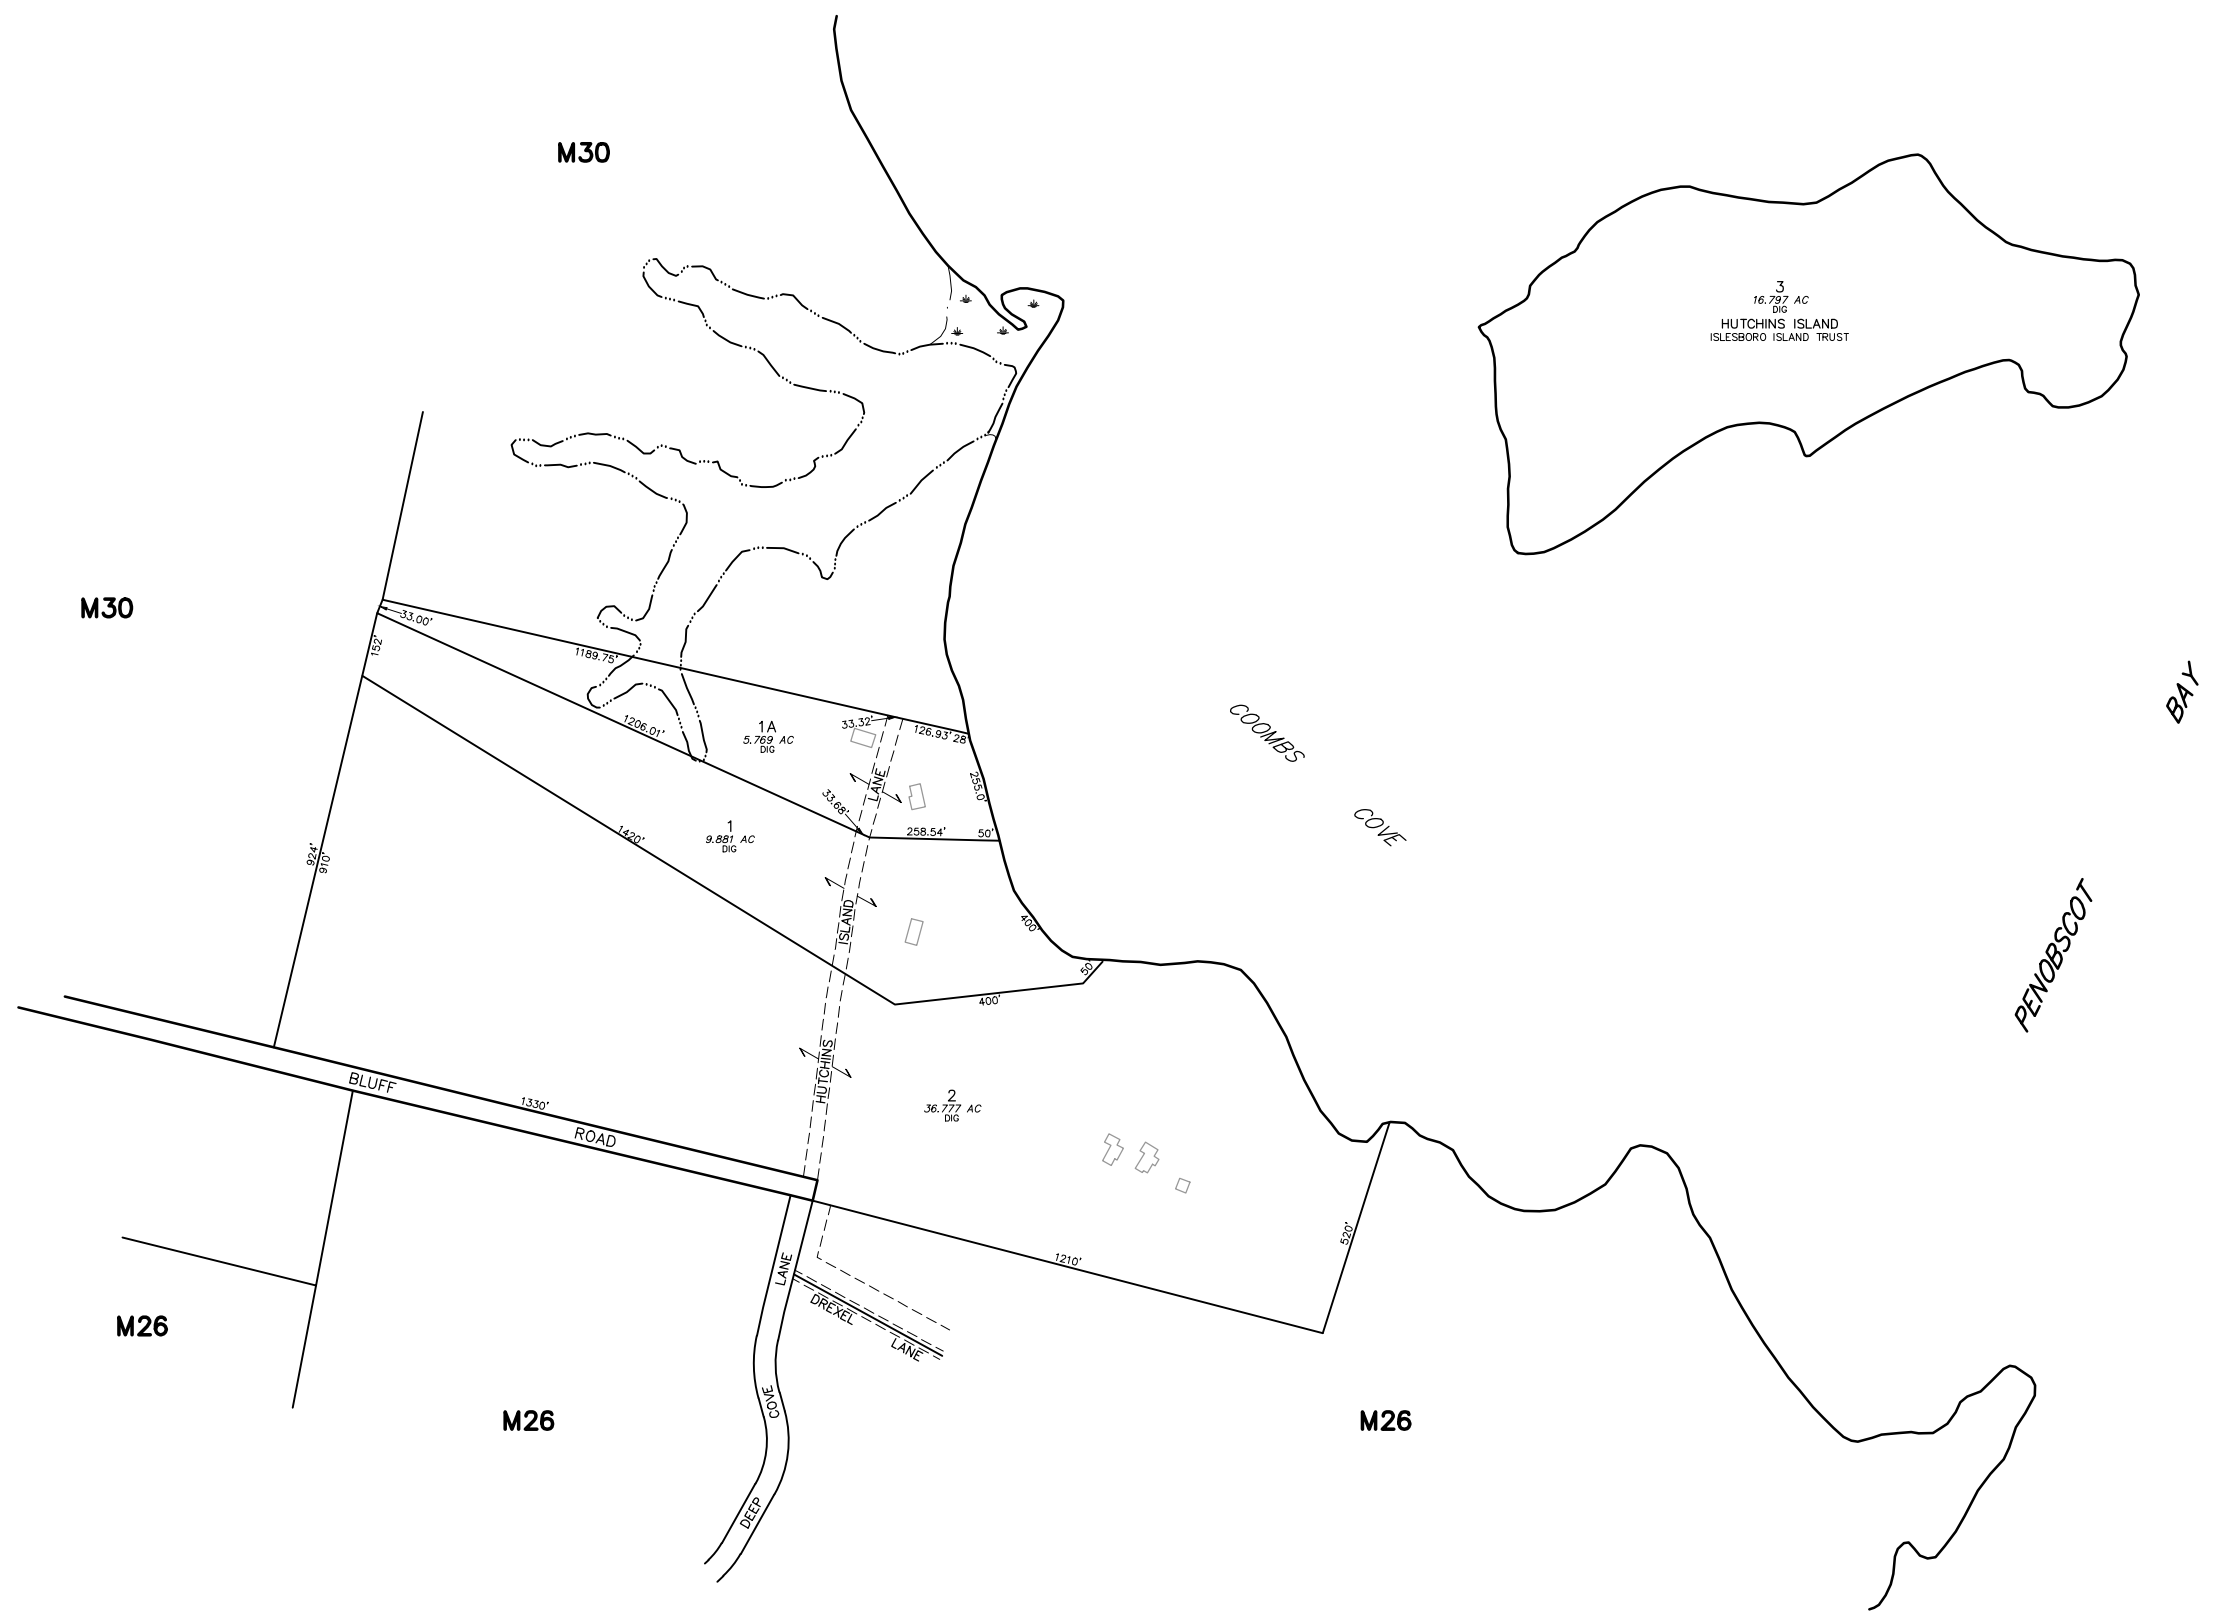 M30
3
16.797 AC
DIG
HUTCHINS ISLAND
ISLESBORO ISLAND TRUST
M30
33.00'
152'
1189.75'
1206.01'
1A
5.769 AC
DIG
33.32'
126.93'
28'
LANE
255.0'
33.68'
258.54'
50'
COOMBS
COVE
BAY
PENOBSCOT
1
9.881 AC
DIG
1420'
924'
910'
ISLAND
400'
50'
400'
HUTCHINS
BLUFF
ROAD
1330'
2
36.777 AC
DIG
520'
1210'
LANE
DREXEL
LANE
COVE
DEEP
M26
M26
M26